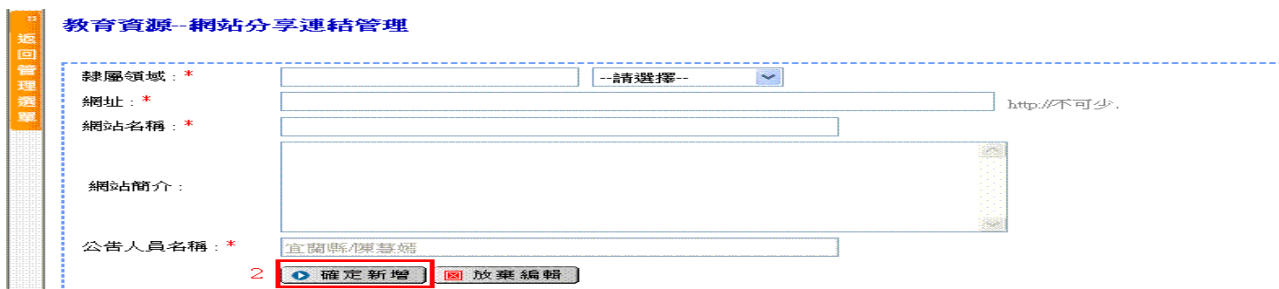 教育資源--網站分享連結管理
返回管理選單
隸屬領域：* --請選擇--
網址：* http://不可少.
網站名稱：*
網站簡介：
公告人員名稱：* 宜蘭縣/陳慧嬑
2 確定新增 放棄編輯